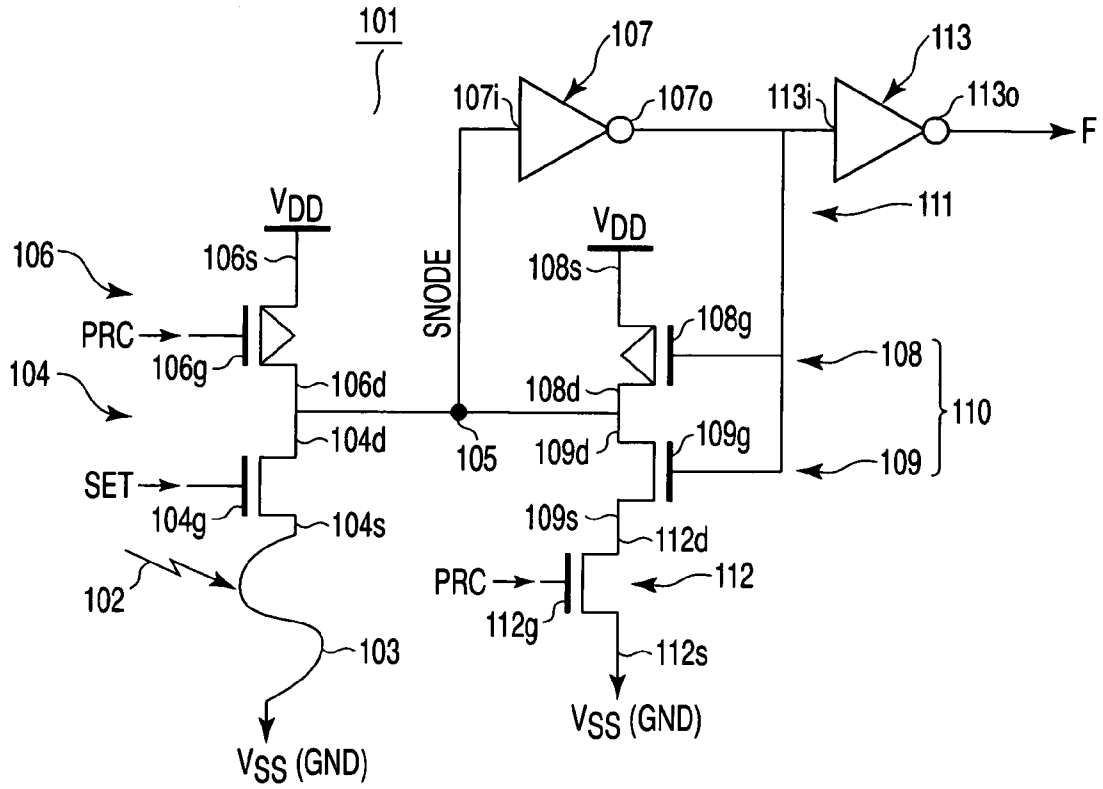 101
107
113
107i
107o
113i
113o
F
VDD
VDD
111
106
106s
108s
SNODE
108g
PRC
106g
108
104
106d
108d
110
104d
105
109d
109g
109
SET
104g
104s
109s
112d
102
PRC
112
112g
103
112s
VSS (GND)
VSS (GND)